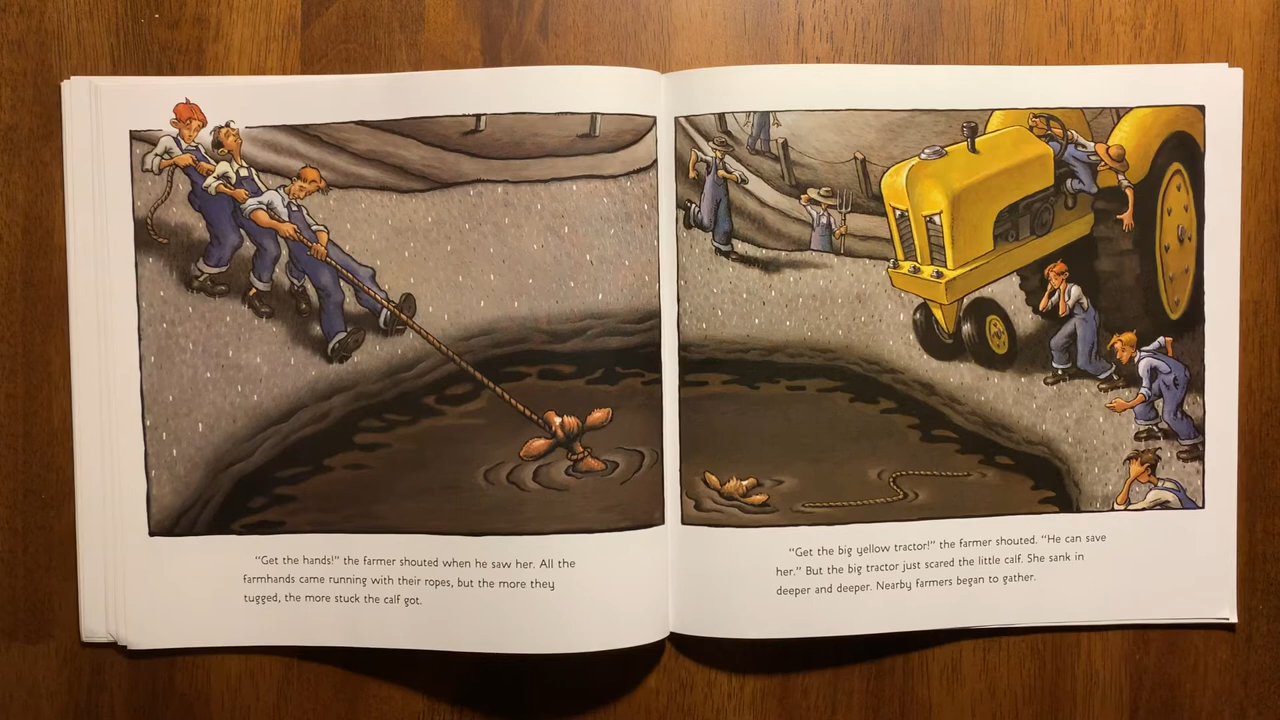 "Get the hands!" the farmer shouted when he saw her. All the
farmhands came running with their ropes, but the more they
tugged, the more stuck the calf got.
"Get the big yellow tractor!" the farmer shouted. "He can save
her." But the big tractor just scared the little calf. She sank in
deeper and deeper. Nearby farmers began to gather.